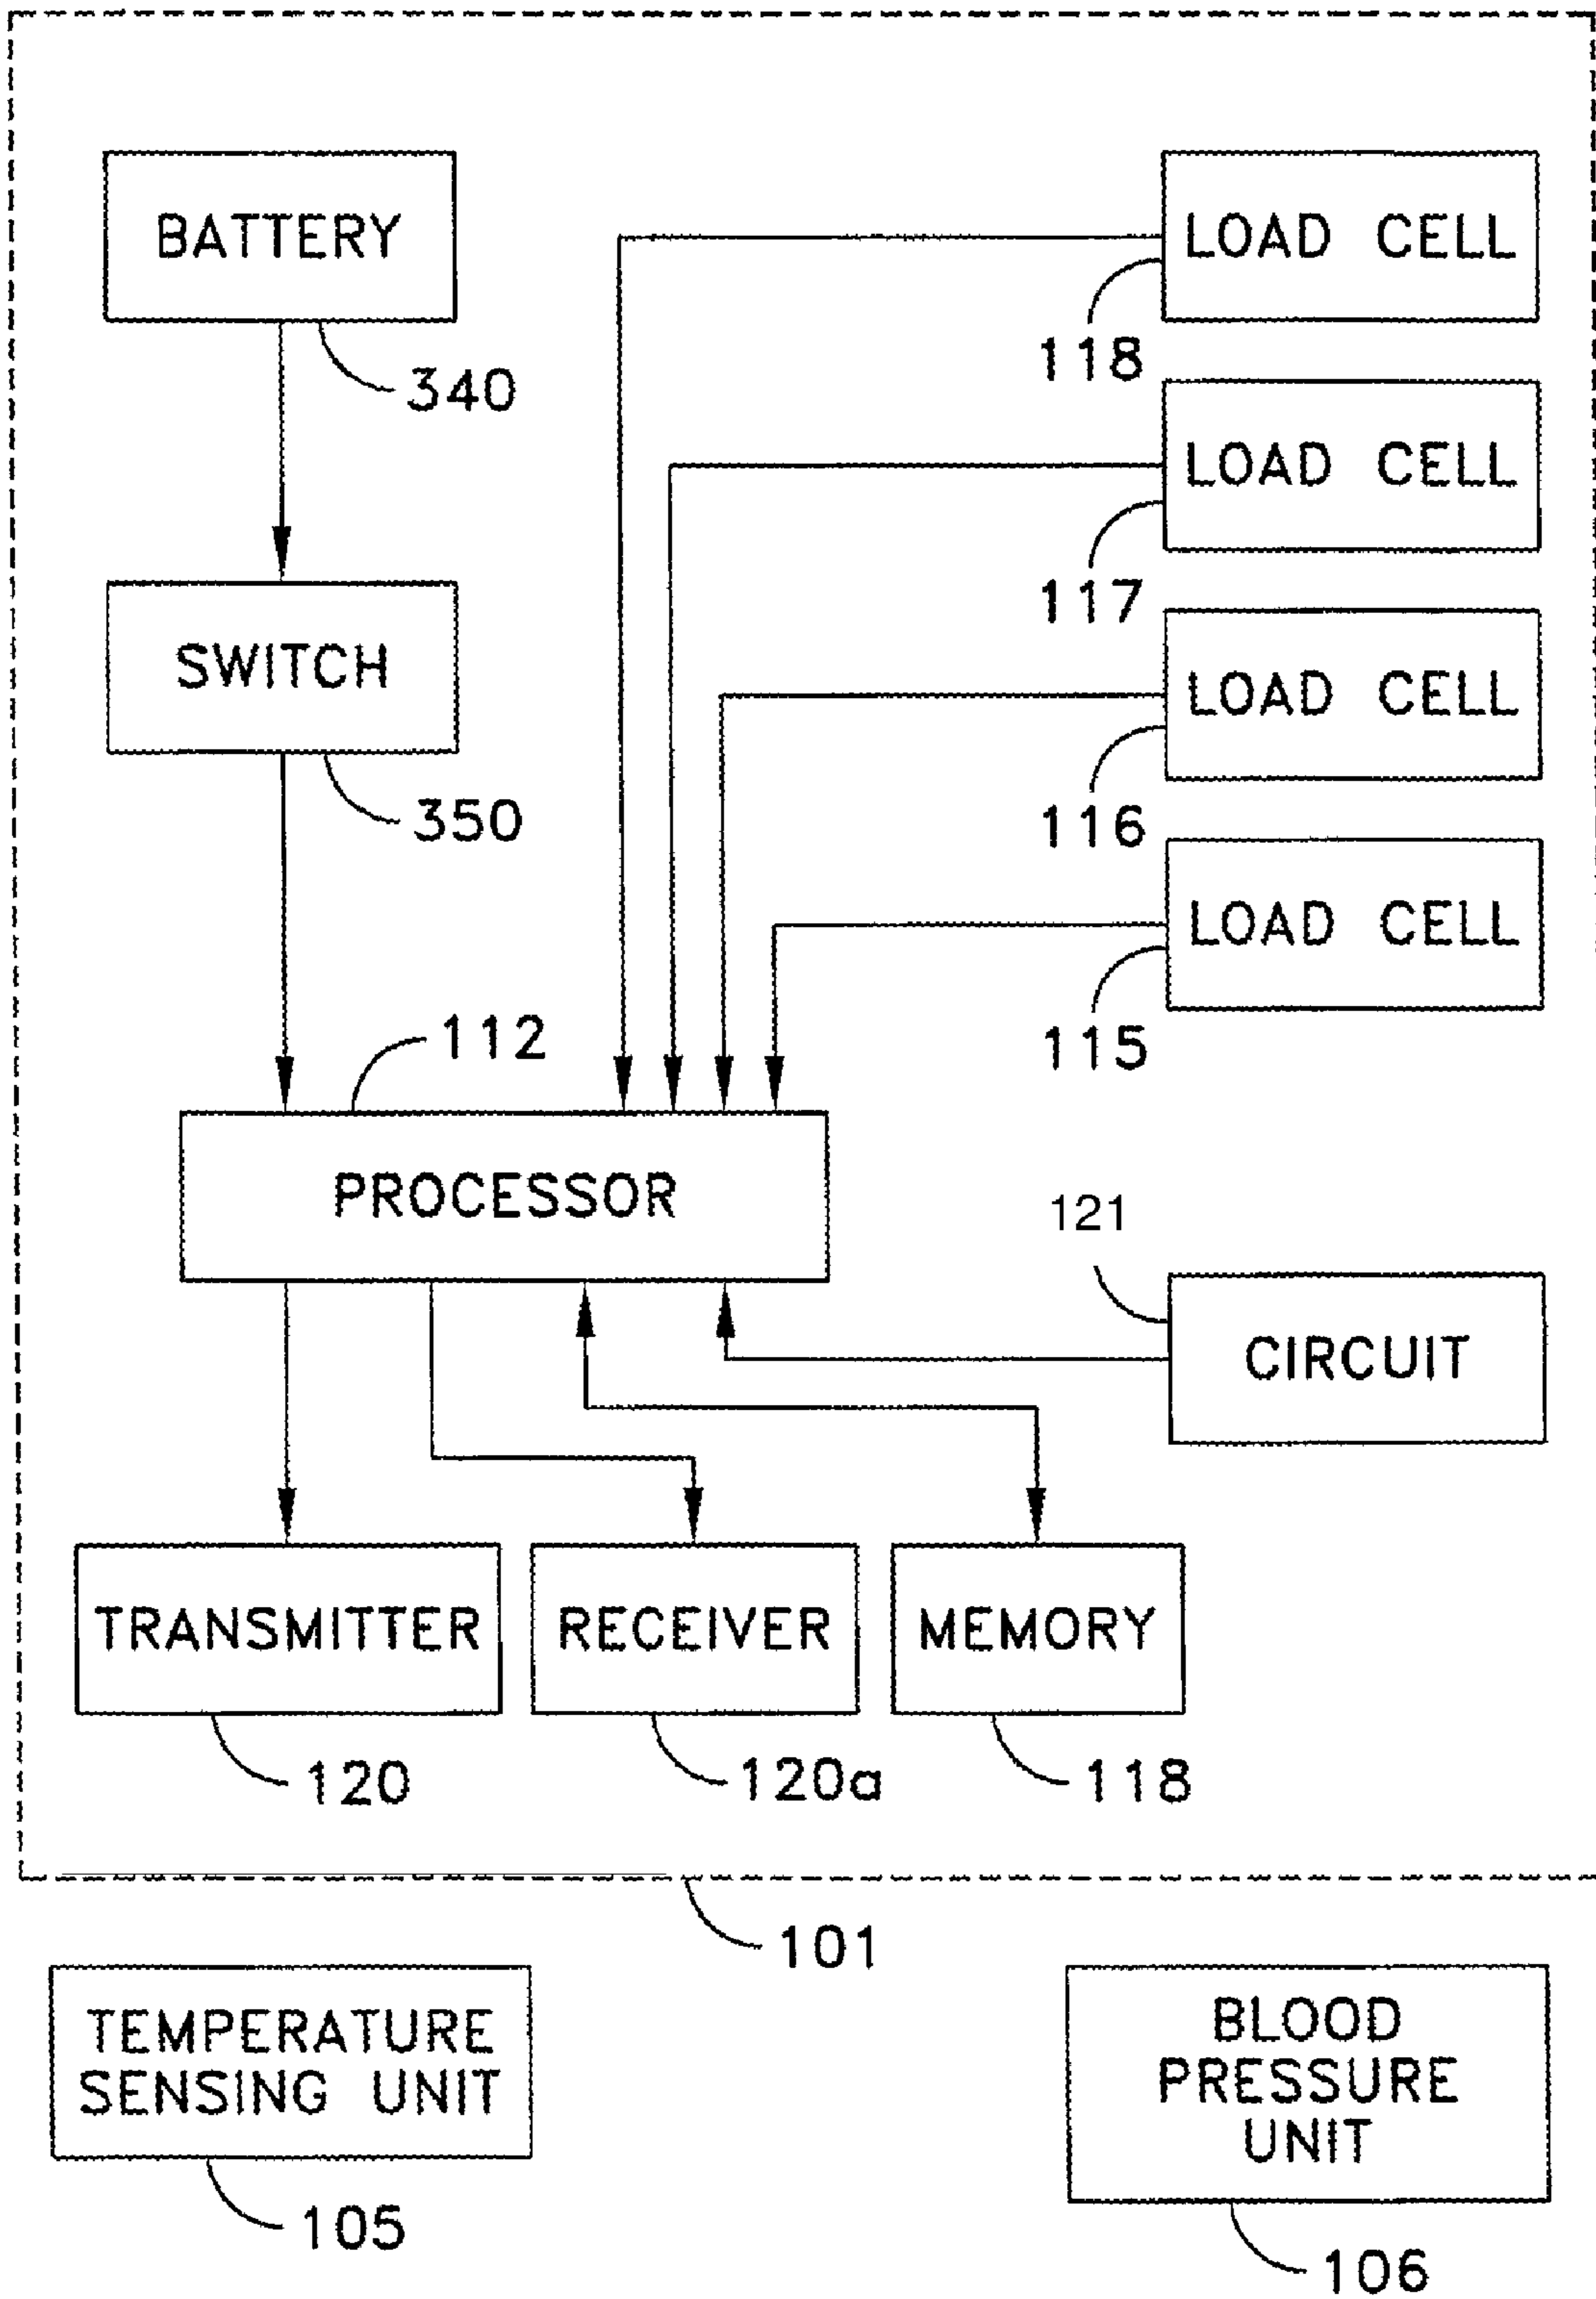 BATTERY
340
LOAD CELL
118
LOAD CELL
117
SWITCH
350
LOAD CELL
116
LOAD CELL
115
112
PROCESSOR
121
CIRCUIT
TRANSMITTER
120
RECEIVER
120a
MEMORY
118
101
TEMPERATURE
SENSING UNIT
105
BLOOD
PRESSURE
UNIT
106